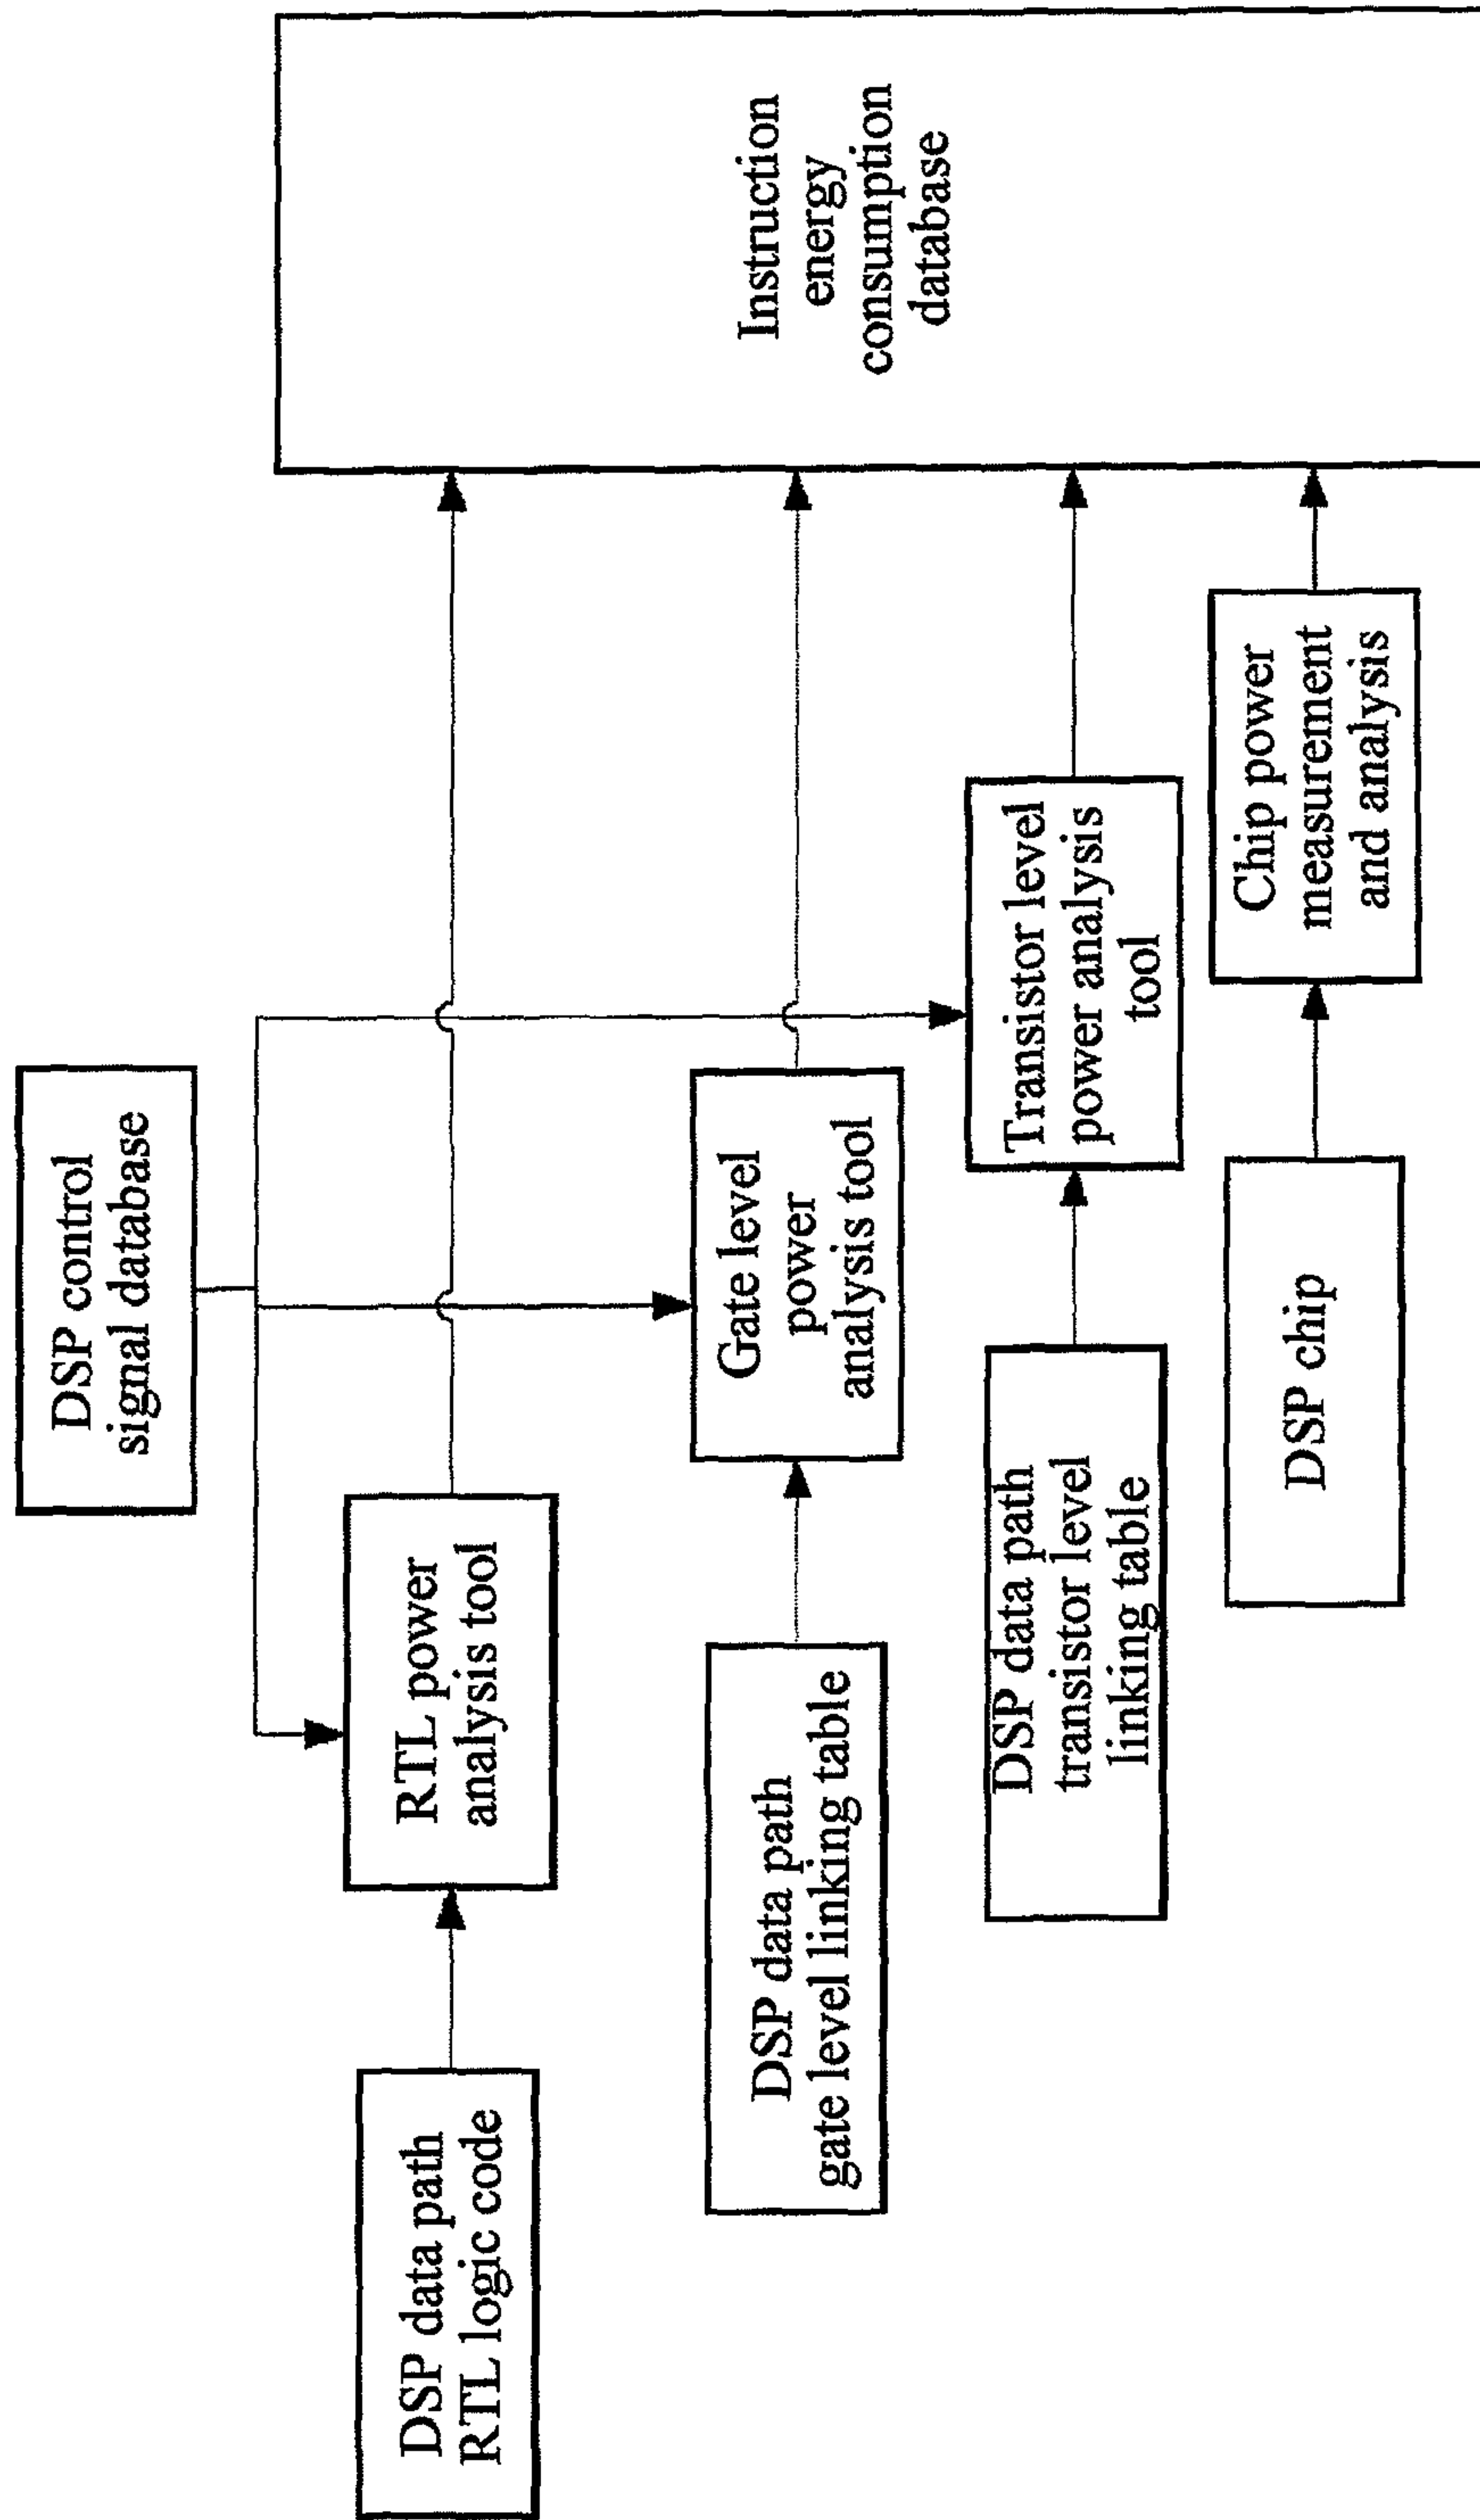 DSP control
signal database
DSP data path
RTL logic code
RTL power
analysis tool
DSP data path
gate level linking table
Gate level
power
analysis tool
DSP data path
transistor level
linking table
Transistor level
power analysis
tool
DSP chip
Chip power
measurement
and analysis
Instruction
energy
consumption
database